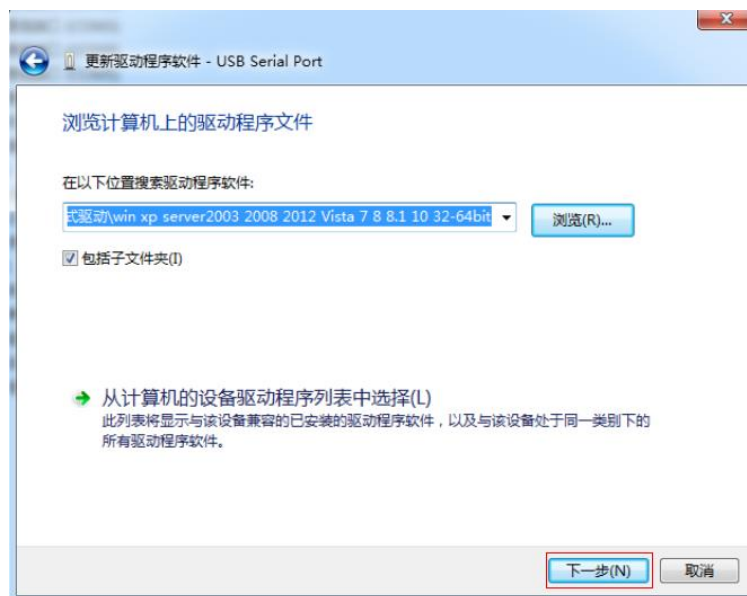 更新驱动程序软件 - USB Serial Port
浏览计算机上的驱动程序文件
在以下位置搜索驱动程序软件:
式驱动\win xp server2003 2008 2012 Vista 7 8 8.1 10 32-64bit
浏览(R)...
包括子文件夹(I)
从计算机的设备驱动程序列表中选择(L)
此列表将显示与该设备兼容的已安装的驱动程序软件，以及与该设备处于同一类别下的
所有驱动程序软件。
下一步(N)
取消